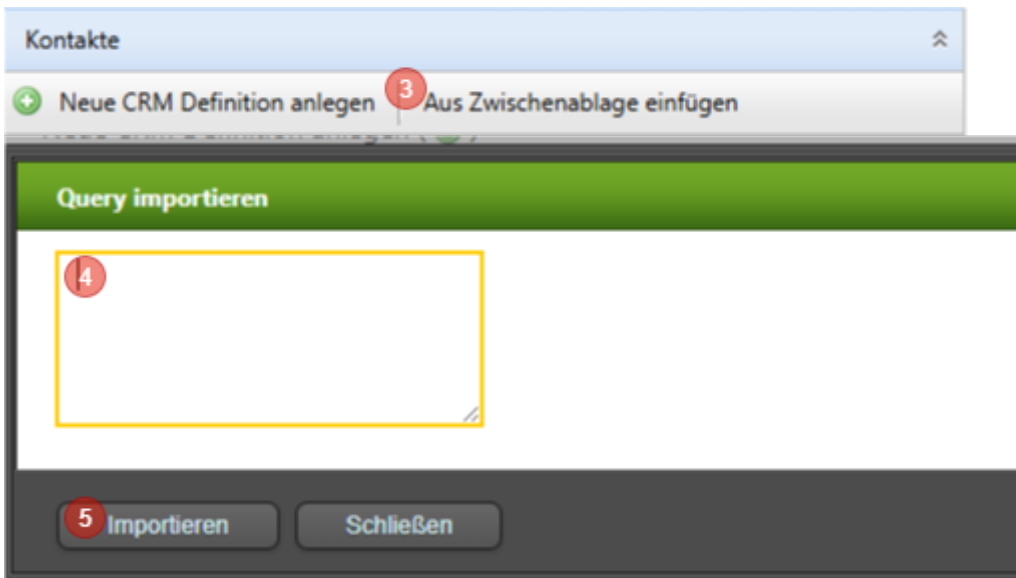 Kontakte
Neue CRM Definition anlegen 3 Aus Zwischenablage einfügen
Query importieren
4
5 Importieren Schließen